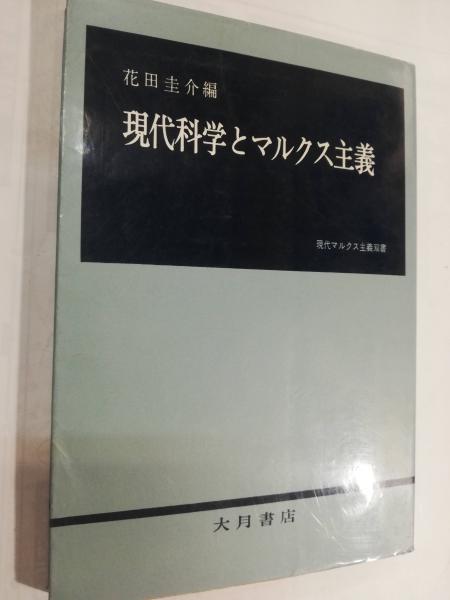 花田圭介編
現代科学とマルクス主義
現代マルクス主義双書
大月書店